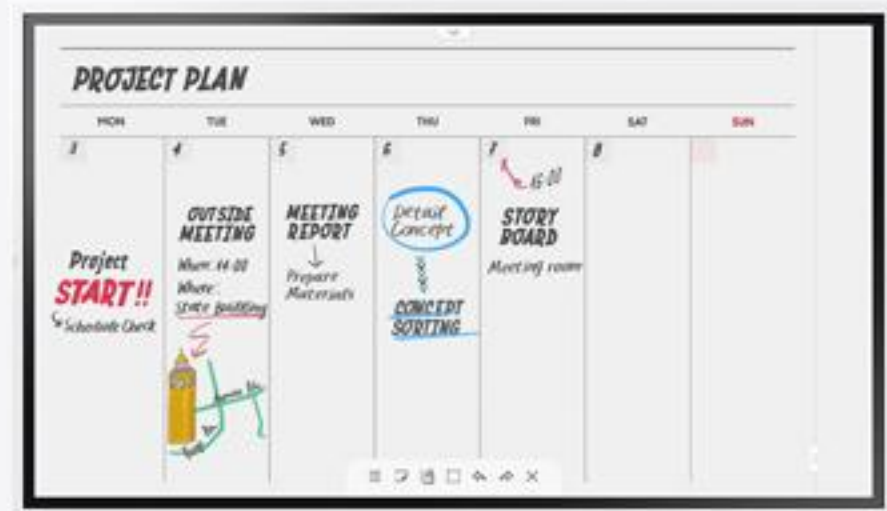 PROJECT PLAN
MON TUE WED THU FRI SAT SUN
3 4 5 6 7 8
Project
START!!
Schedule Check
OUTSIDE
MEETING
When: 14:00
Where:
State Building
MEETING
REPORT
Prepare
Materials
Detail
Concept
CONCEPT
SORTING
15:00
STORY
BOARD
Meeting room